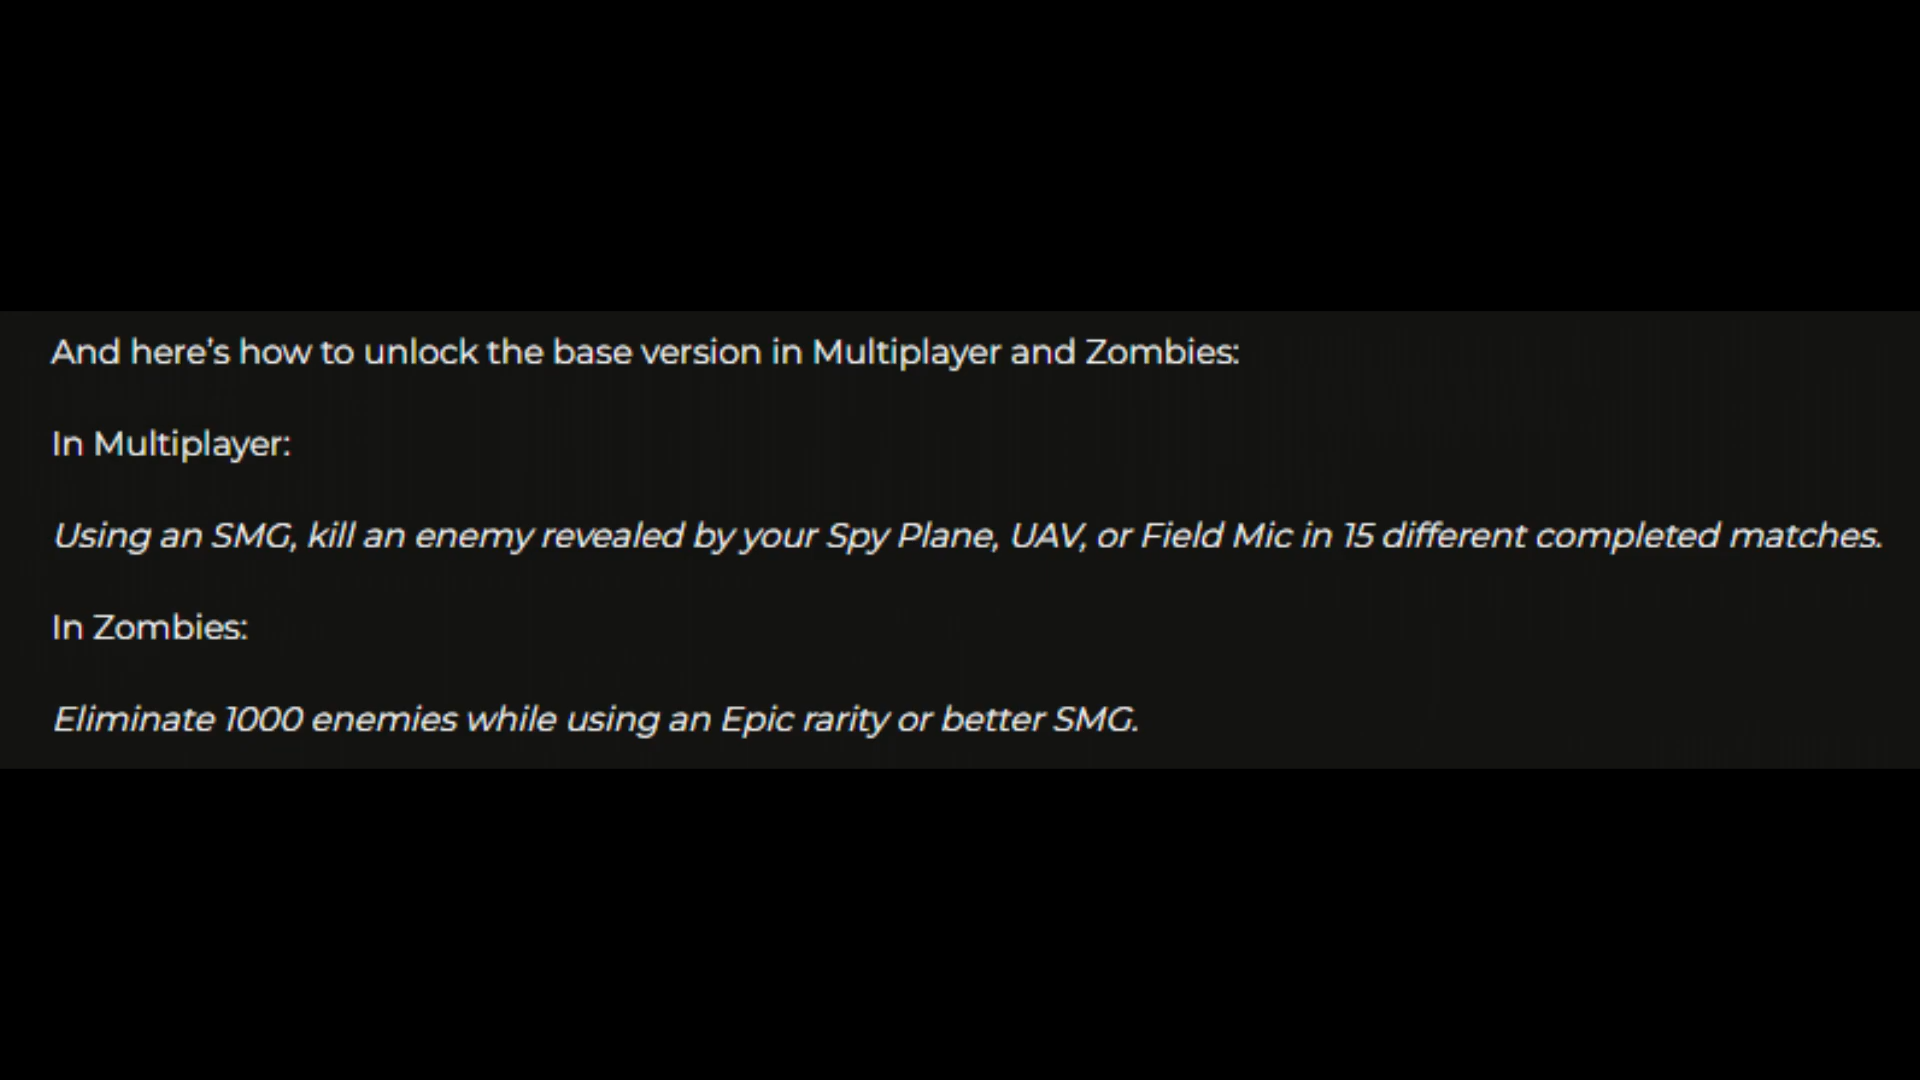 And here’s how to unlock the base version in Multiplayer and Zombies:
In Multiplayer:
Using an SMG, kill an enemy revealed by your Spy Plane, UAV, or Field Mic in 15 different completed matches.
In Zombies:
Eliminate 1000 enemies while using an Epic rarity or better SMG.